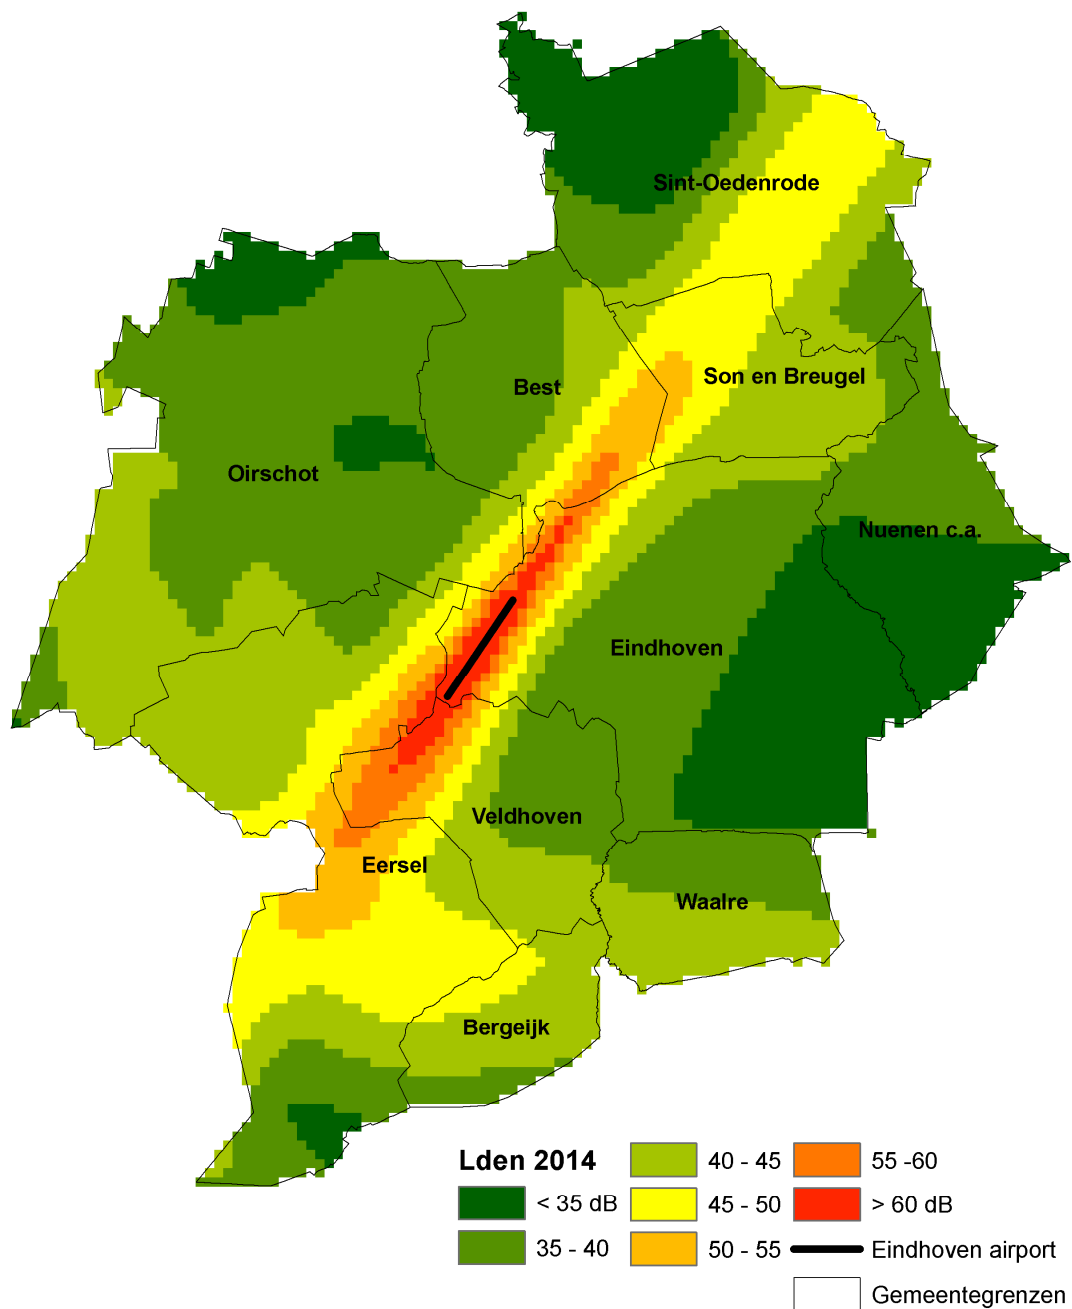 Sint-Oedenrode
Best
Son en Breugel
Oirschot
Nuenen c.a.
Eindhoven
Veldhoven
Eersel
Waalre
Bergeijk
Lden 2014
< 35 dB
35 - 40
40 - 45
45 - 50
50 - 55
55 -60
> 60 dB
Eindhoven airport
Gemeentegrenzen